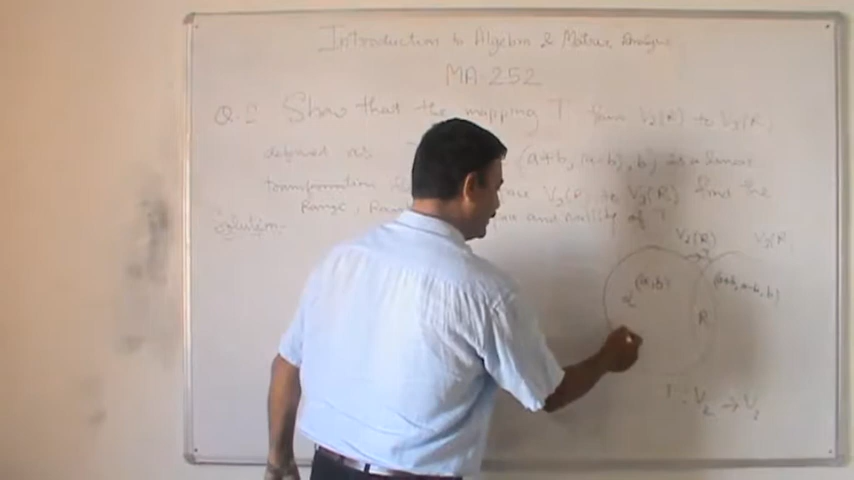 Introduction to Algebra & Matrix Analysis
MA-252
Q. Show that the mapping T from V₂(R) to V₃(R)
defined as (a+b, a-b, b) is a linear
transformation V₂(R) to V₃(R) find the
Range, and nullity of T
Solution-
V₂(R) V₃(R)
(a,b) (a+b, a-b, b)
α R
T: V₂ → V₃